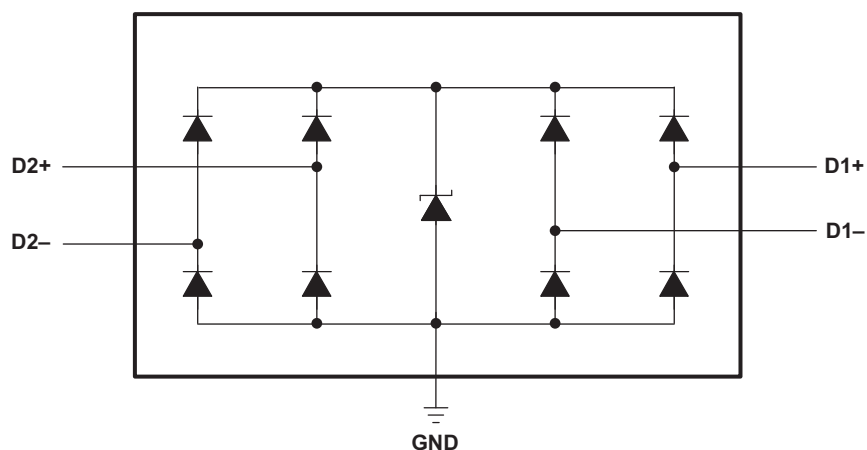 D2+
D1+
D2–
D1–
GND